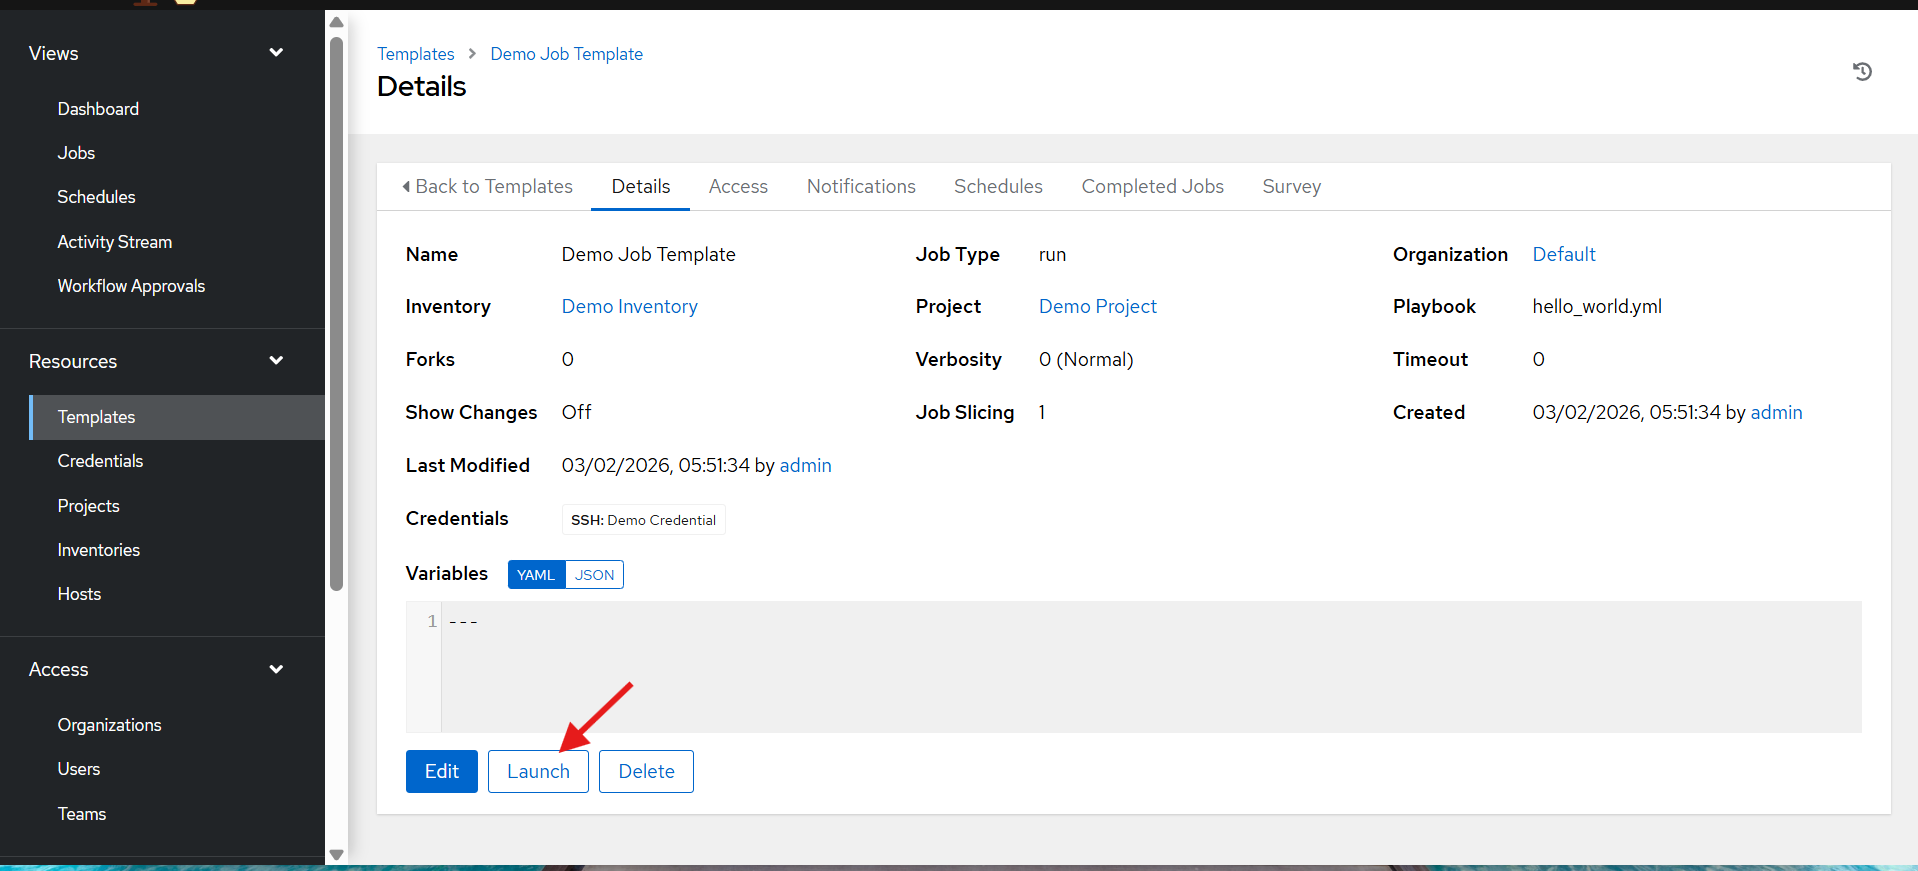 Views
Dashboard
Jobs
Schedules
Activity Stream
Workflow Approvals
Resources
Templates
Credentials
Projects
Inventories
Hosts
Access
Organizations
Users
Teams
Templates > Demo Job Template
Details
Back to Templates Details Access Notifications Schedules Completed Jobs Survey
Name Demo Job Template Job Type run Organization Default
Inventory Demo Inventory Project Demo Project Playbook hello_world.yml
Forks 0 Verbosity 0 (Normal) Timeout 0
Show Changes Off Job Slicing 1 Created 03/02/2026, 05:51:34 by admin
Last Modified 03/02/2026, 05:51:34 by admin
Credentials SSH: Demo Credential
Variables YAML JSON
1 ---
Edit Launch Delete